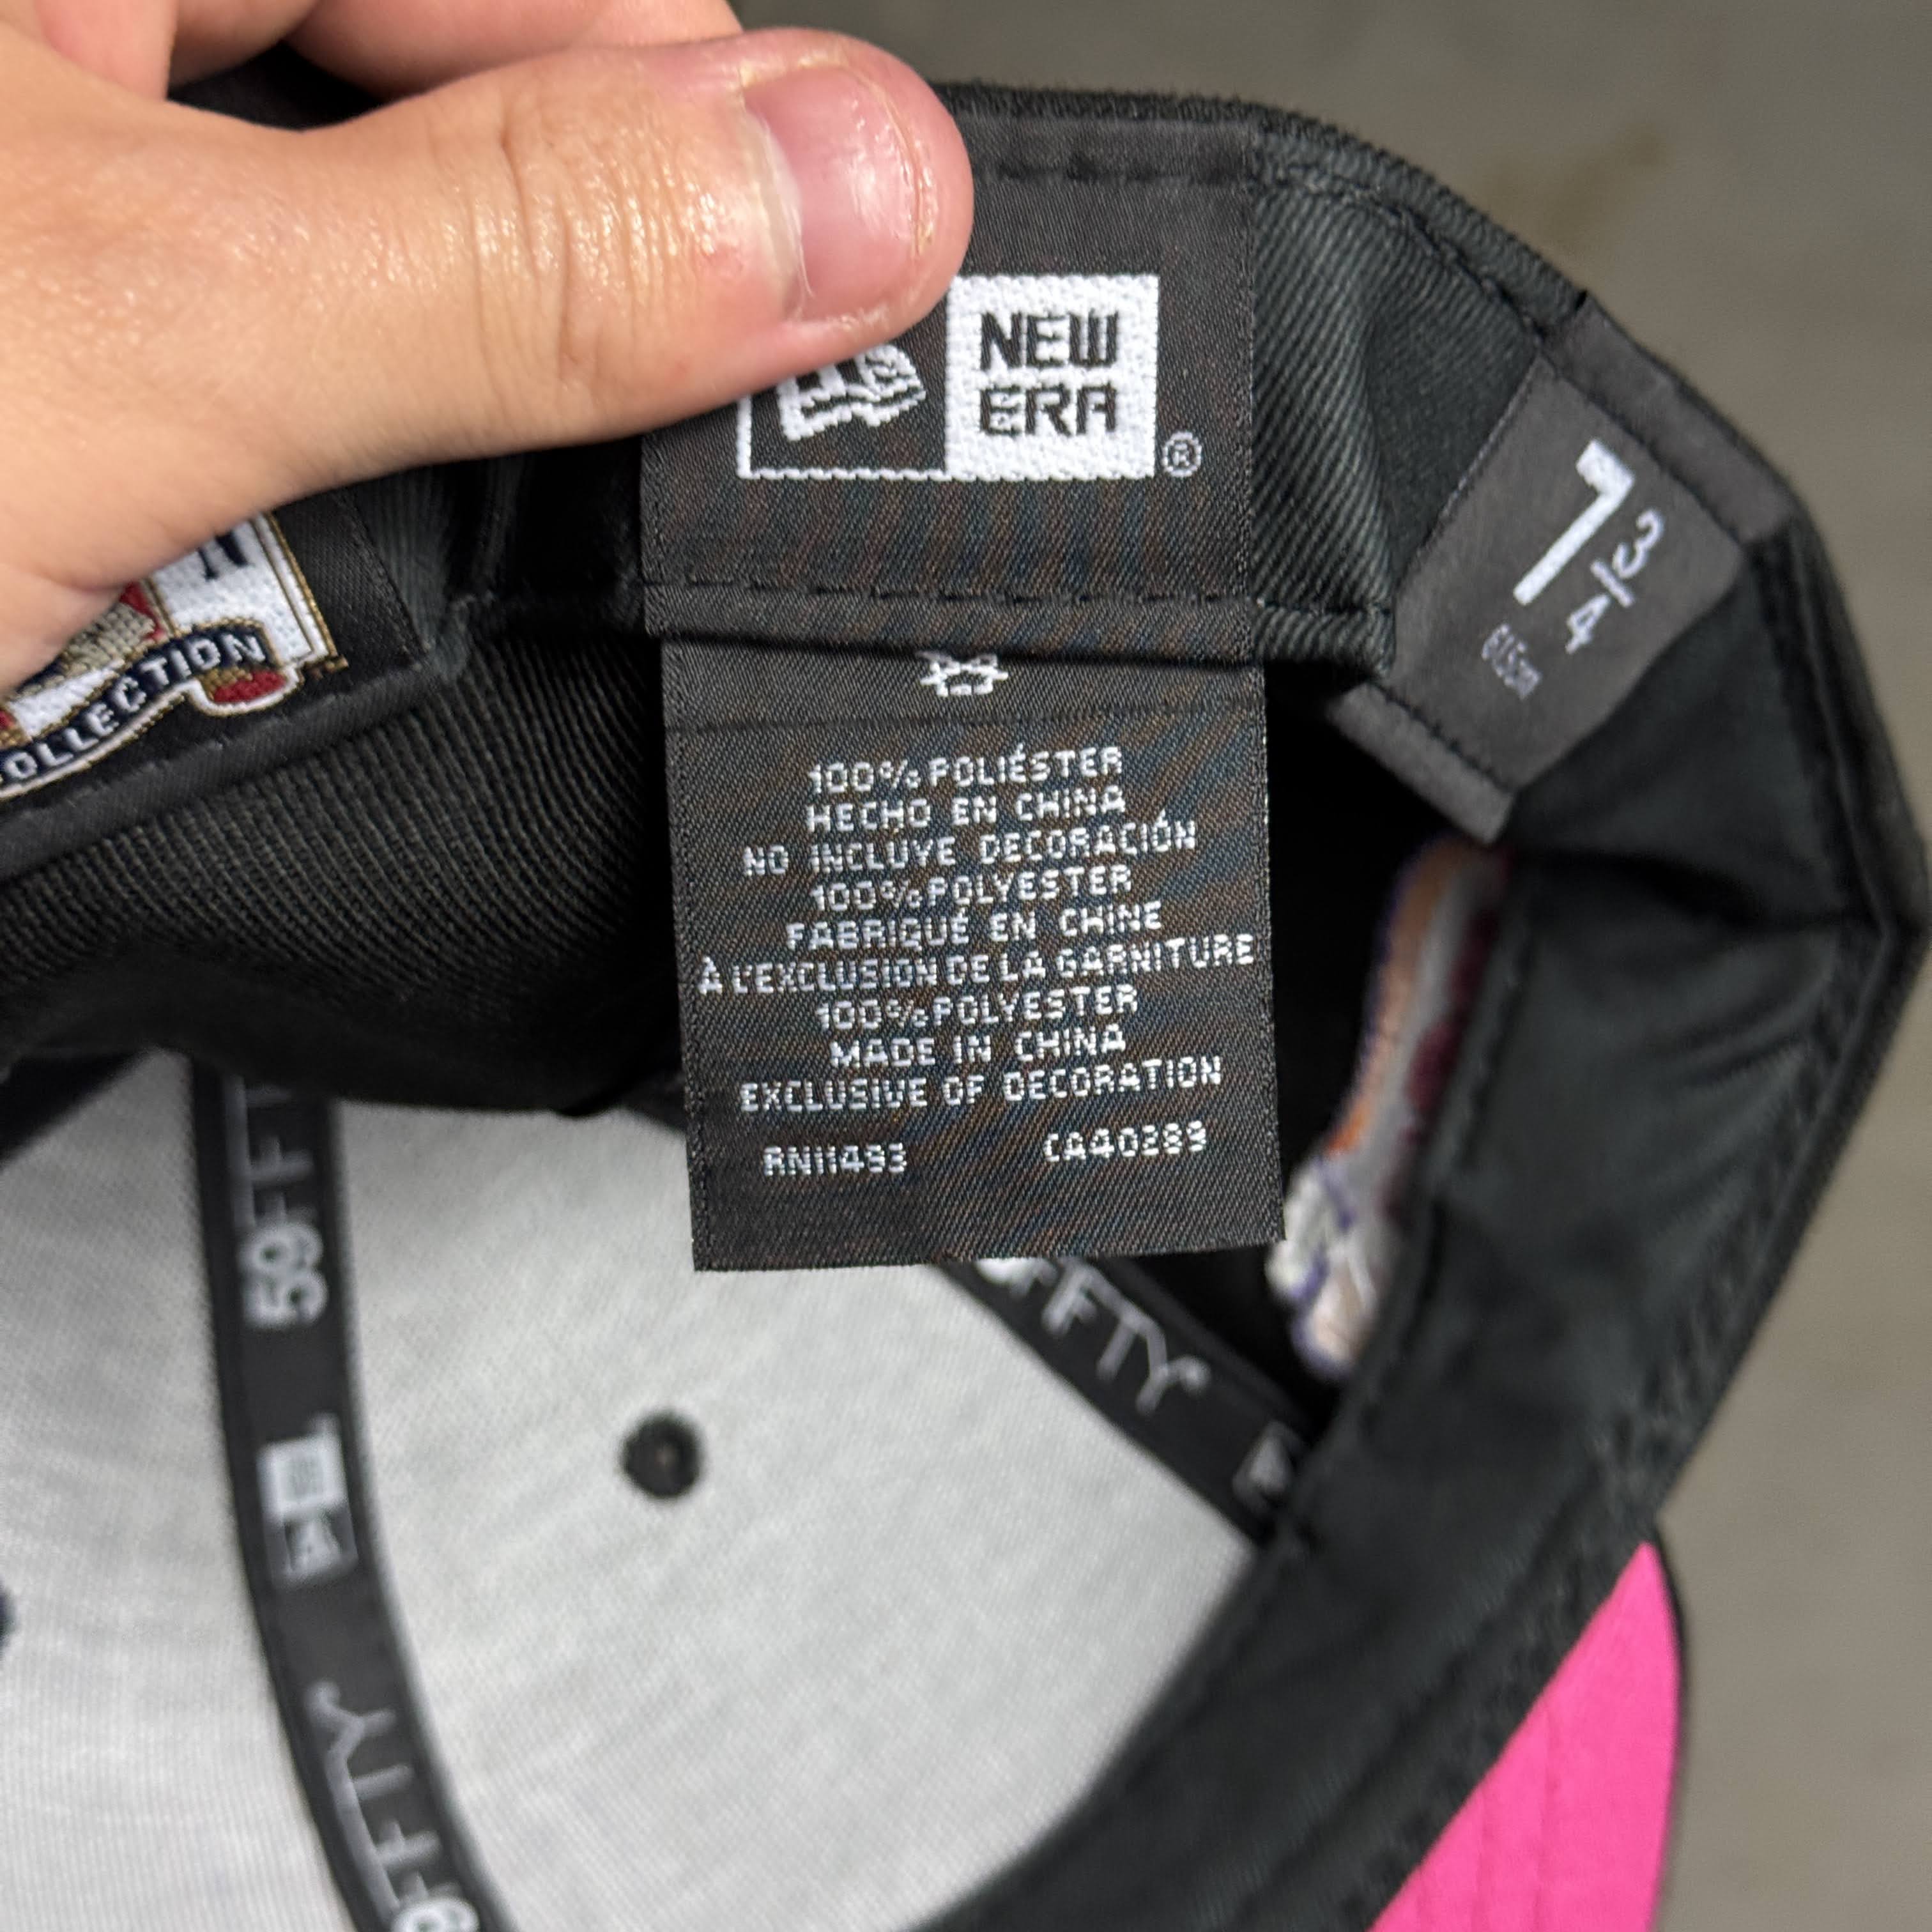 NEW
ERA
®
7 3/4
COLLECTION
100% POLIÉSTER
HECHO EN CHINA
NO INCLUYE DECORACIÓN
100% POLYESTER
FABRIQUÉ EN CHINE
À L'EXCLUSION DE LA GARNITURE
100% POLYESTER
MADE IN CHINA
EXCLUSIVE OF DECORATION
RN11493 CA40289
59FIFTY